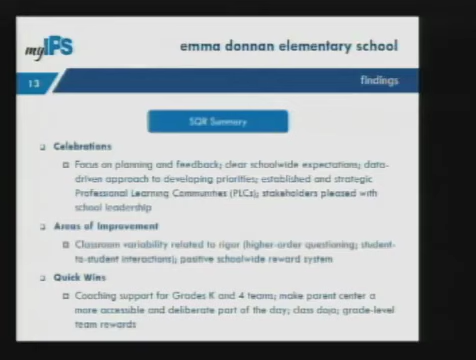 myIPS
emma donnan elementary school
13
findings
SQR Summary
Celebrations
Focus on planning and feedback; clear schoolwide expectations; data-
driven approach to developing priorities; established and strategic
Professional Learning Communities (PLCs); stakeholders pleased with
school leadership
Areas of Improvement
Classroom variability related to rigor (higher-order questioning; student-
to-student interactions); positive schoolwide reward system
Quick Wins
Coaching support for Grades K and 4 teams; make parent center a
more accessible and deliberate part of the day; class dojo; grade-level
team rewards